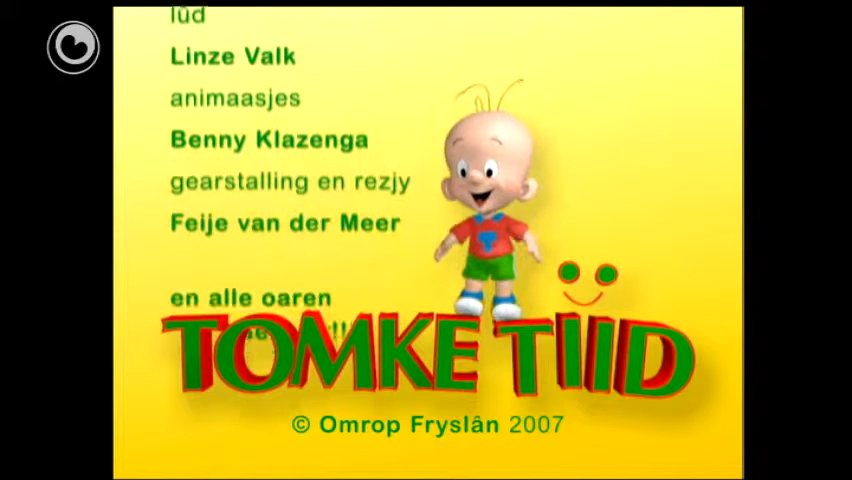 lûd
Linze Valk
animaasjes
Benny Klazenga
gearstalling en rezjy
Feije van der Meer
en alle oaren
TOMKE TIID
T
© Omrop Fryslân 2007